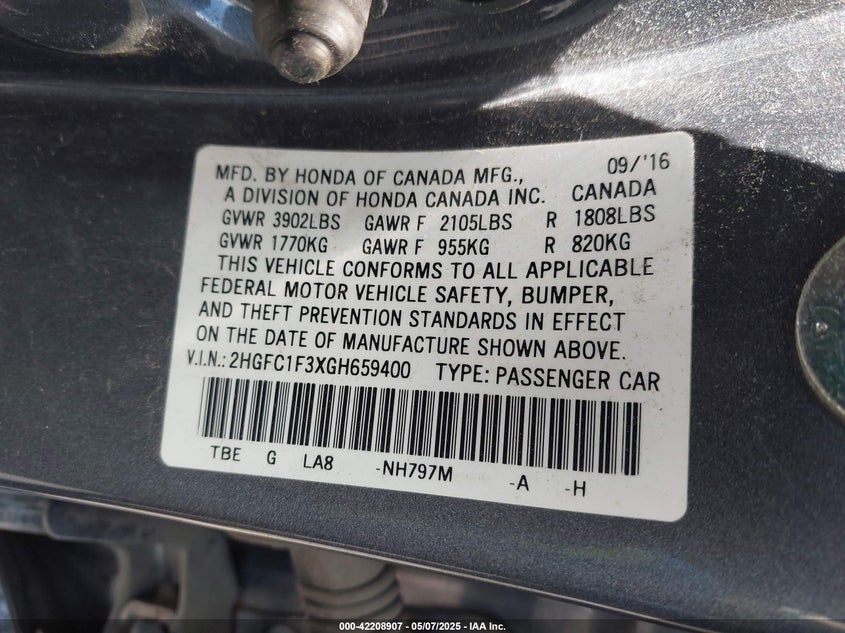 MFD. BY HONDA OF CANADA MFG., 09/'16
A DIVISION OF HONDA CANADA INC. CANADA
GVWR 3902LBS GAWR F 2105LBS R 1808LBS
GVWR 1770KG GAWR F 955KG R 820KG
THIS VEHICLE CONFORMS TO ALL APPLICABLE
FEDERAL MOTOR VEHICLE SAFETY, BUMPER,
AND THEFT PREVENTION STANDARDS IN EFFECT
ON THE DATE OF MANUFACTURE SHOWN ABOVE.
V.I.N.: 2HGFC1F3XGH659400 TYPE: PASSENGER CAR
TBE G LA8 -NH797M -A -H
000-42208907 - 05/07/2025 - IAA Inc.